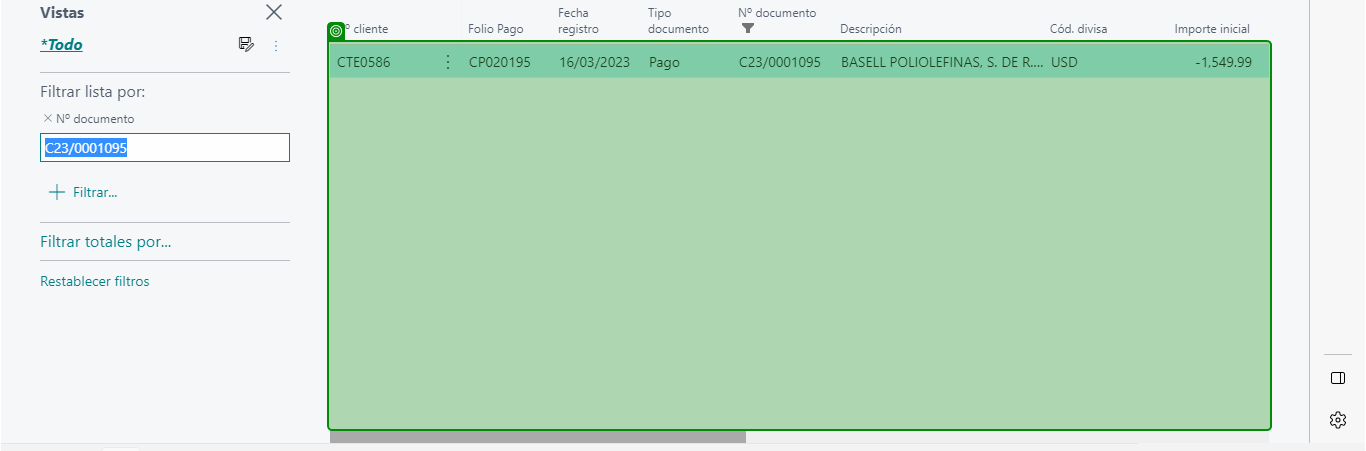 Vistas
*Todo
Filtrar lista por:
× Nº documento
C23/0001095
Filtrar...
Filtrar totales por...
Restablecer filtros
º cliente
Folio Pago
Fecha registro
Tipo documento
Nº documento
Descripción
Cód. divisa
Importe inicial
CTE0586 CP020195 16/03/2023 Pago C23/0001095 BASELL POLIOLEFINAS, S. DE R.... USD -1,549.99